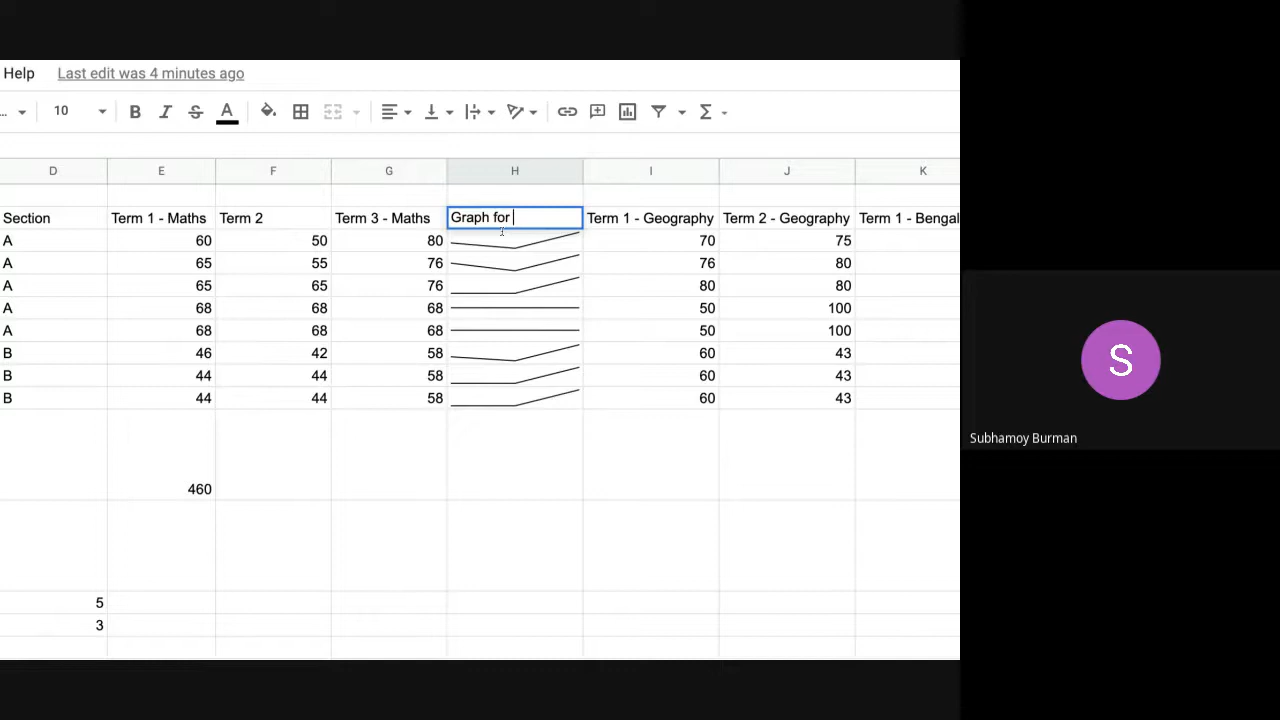 Help Last edit was 4 minutes ago
... 10 B I S A
D E F G H I J K
Section Term 1 - Maths Term 2 Term 3 - Maths Graph for Term 1 - Geography Term 2 - Geography Term 1 - Bengal
A 60 50 80 70 75
A 65 55 76 76 80
A 65 65 76 80 80
A 68 68 68 50 100
A 68 68 68 50 100
B 46 42 58 60 43
B 44 44 58 60 43
B 44 44 58 60 43
460
5
3
S
Subhamoy Burman